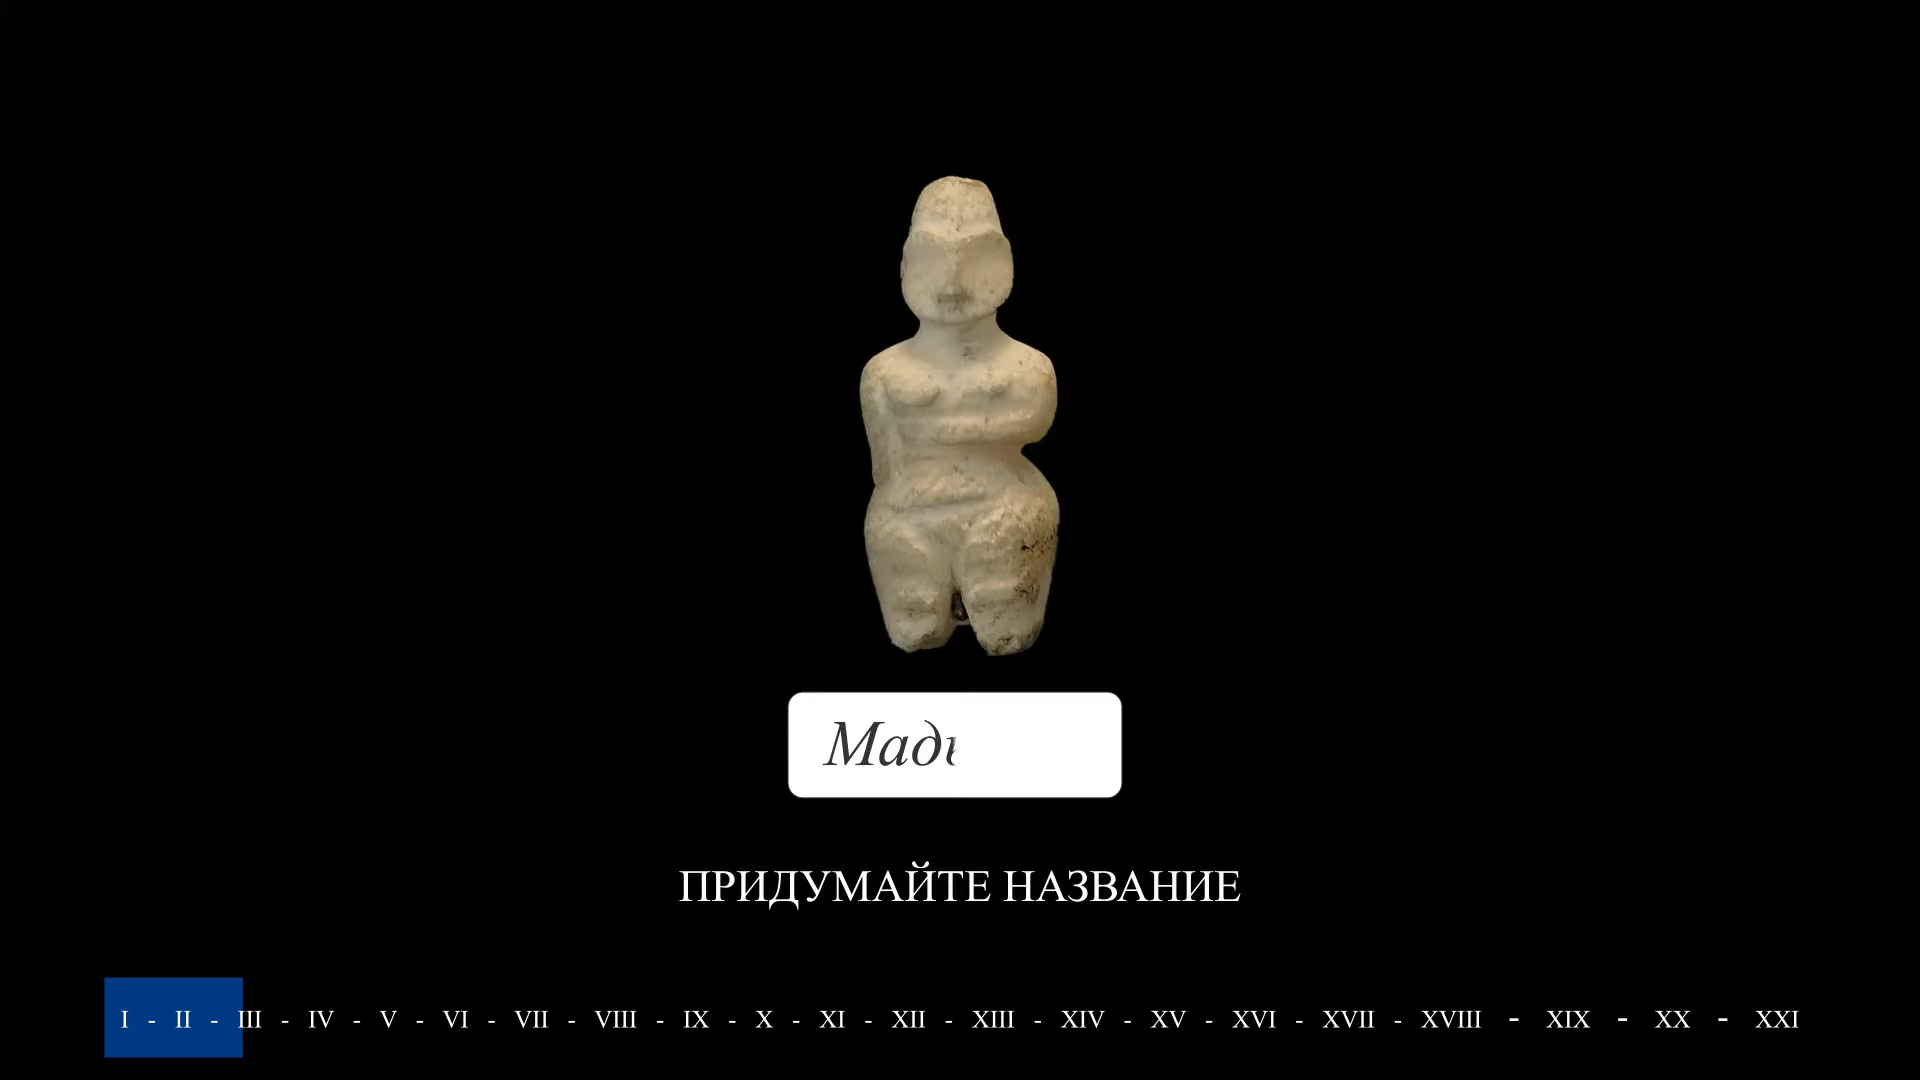 ПРИДУМАЙТЕ НАЗВАНИЕ
I - II - III - IV - V - VI - VII - VIII - IX - X - XI - XII - XIII - XIV - XV - XVI - XVII - XVIII - XIX - XX - XXI